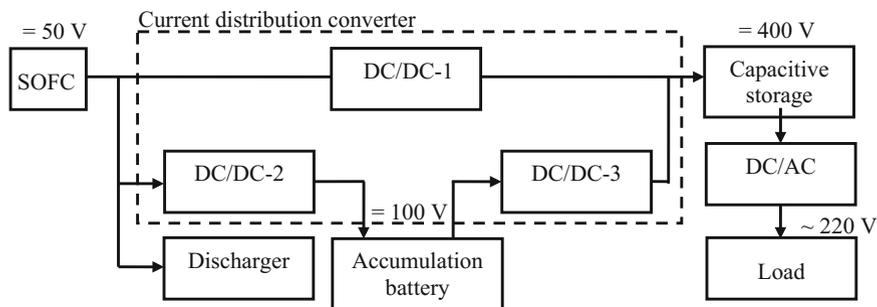 Current distribution converter
= 50 V
= 400 V
SOFC
DC/DC-1
Capacitive
storage
DC/DC-2
DC/DC-3
DC/AC
= 100 V
~ 220 V
Discharger
Accumulation
battery
Load